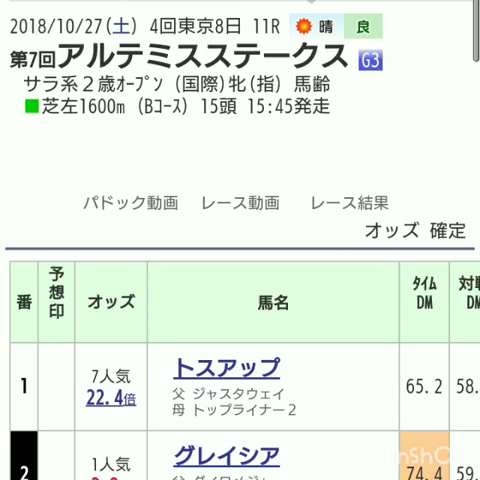 2018/10/27(土) 4回東京8日 11R 晴 良
第7回アルテミスステークス G3
サラ系2歳ｵｰﾌﾟﾝ (国際)牝(指) 馬齢
芝左1600m (Bｺｰｽ) 15頭 15:45発走
パドック動画 レース動画 レース結果
オッズ 確定
番 予想印 オッズ 馬名 ﾀｲﾑDM
1 7人気 22.4倍 トスアップ 65.2 58.
父 ジャスタウェイ
母 トップライナー2
2 1人気 グレイシア 74.4 59.